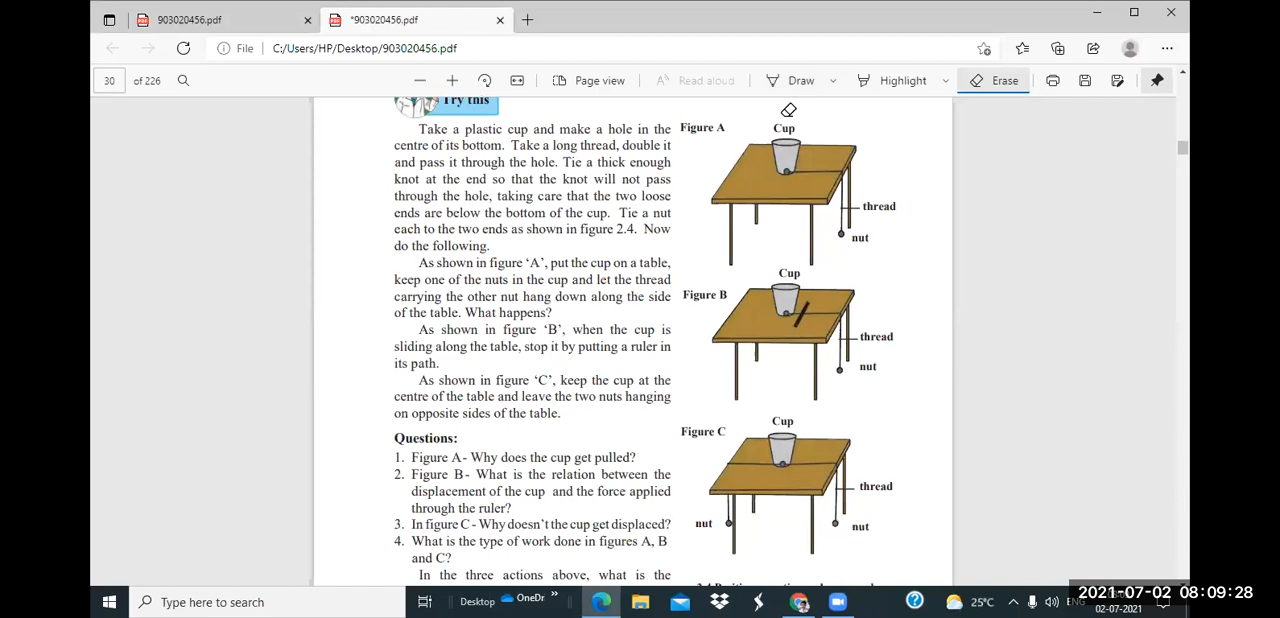 903020456.pdf
*903020456.pdf
File
C:/Users/HP/Desktop/903020456.pdf
30 of 226
Page view
Read aloud
Draw
Highlight
Erase
Try this
Take a plastic cup and make a hole in the
centre of its bottom. Take a long thread, double it
and pass it through the hole. Tie a thick enough
knot at the end so that the knot will not pass
through the hole, taking care that the two loose
ends are below the bottom of the cup. Tie a nut
each to the two ends as shown in figure 2.4. Now
do the following.
As shown in figure ‘A’, put the cup on a table,
keep one of the nuts in the cup and let the thread
carrying the other nut hang down along the side
of the table. What happens?
As shown in figure ‘B’, when the cup is
sliding along the table, stop it by putting a ruler in
its path.
As shown in figure ‘C’, keep the cup at the
centre of the table and leave the two nuts hanging
on opposite sides of the table.
Questions:
1. Figure A- Why does the cup get pulled?
2. Figure B- What is the relation between the
displacement of the cup and the force applied
through the ruler?
3. In figure C - Why doesn’t the cup get displaced?
4. What is the type of work done in figures A, B
and C?
In the three actions above, what is the
Figure A
Cup
thread
nut
Figure B
Cup
thread
nut
Figure C
Cup
thread
nut
nut
Type here to search
Desktop
OneDr
25°C
ENG
2021-07-02 08:09:28
02-07-2021